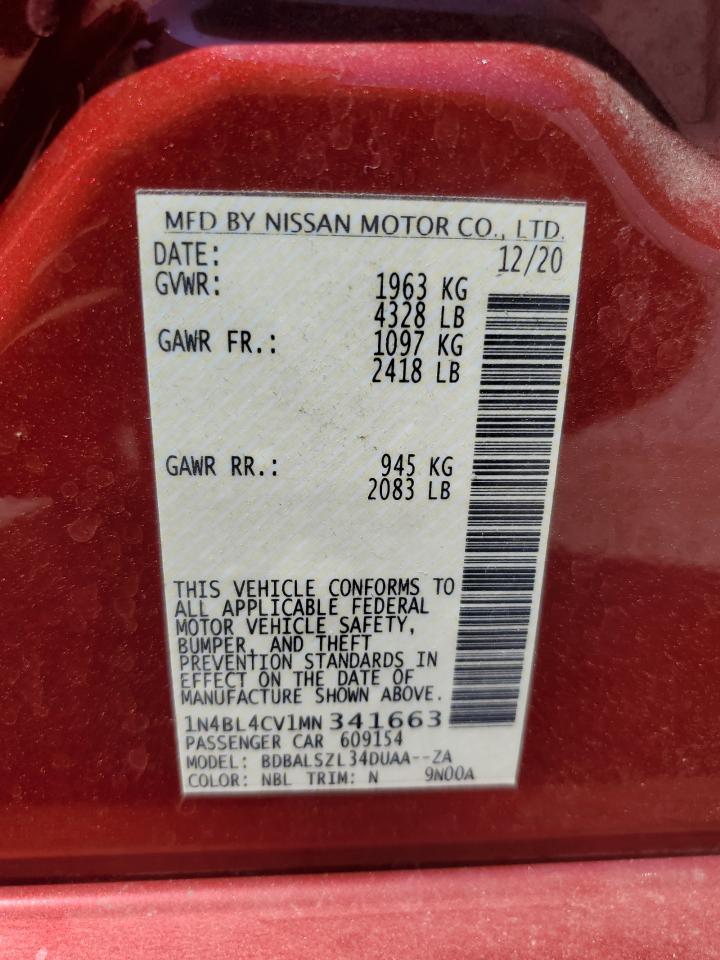 MFD BY NISSAN MOTOR CO., LTD.
DATE: 12/20
GVWR: 1963 KG
4328 LB
GAWR FR.: 1097 KG
2418 LB
GAWR RR.: 945 KG
2083 LB
THIS VEHICLE CONFORMS TO
ALL APPLICABLE FEDERAL
MOTOR VEHICLE SAFETY,
BUMPER, AND THEFT
PREVENTION STANDARDS IN
EFFECT ON THE DATE OF
MANUFACTURE SHOWN ABOVE.
1N4BL4CV1MN 341663
PASSENGER CAR 609154
MODEL: BDBALSZL34DUAA--ZA
COLOR: NBL TRIM: N 9N00A